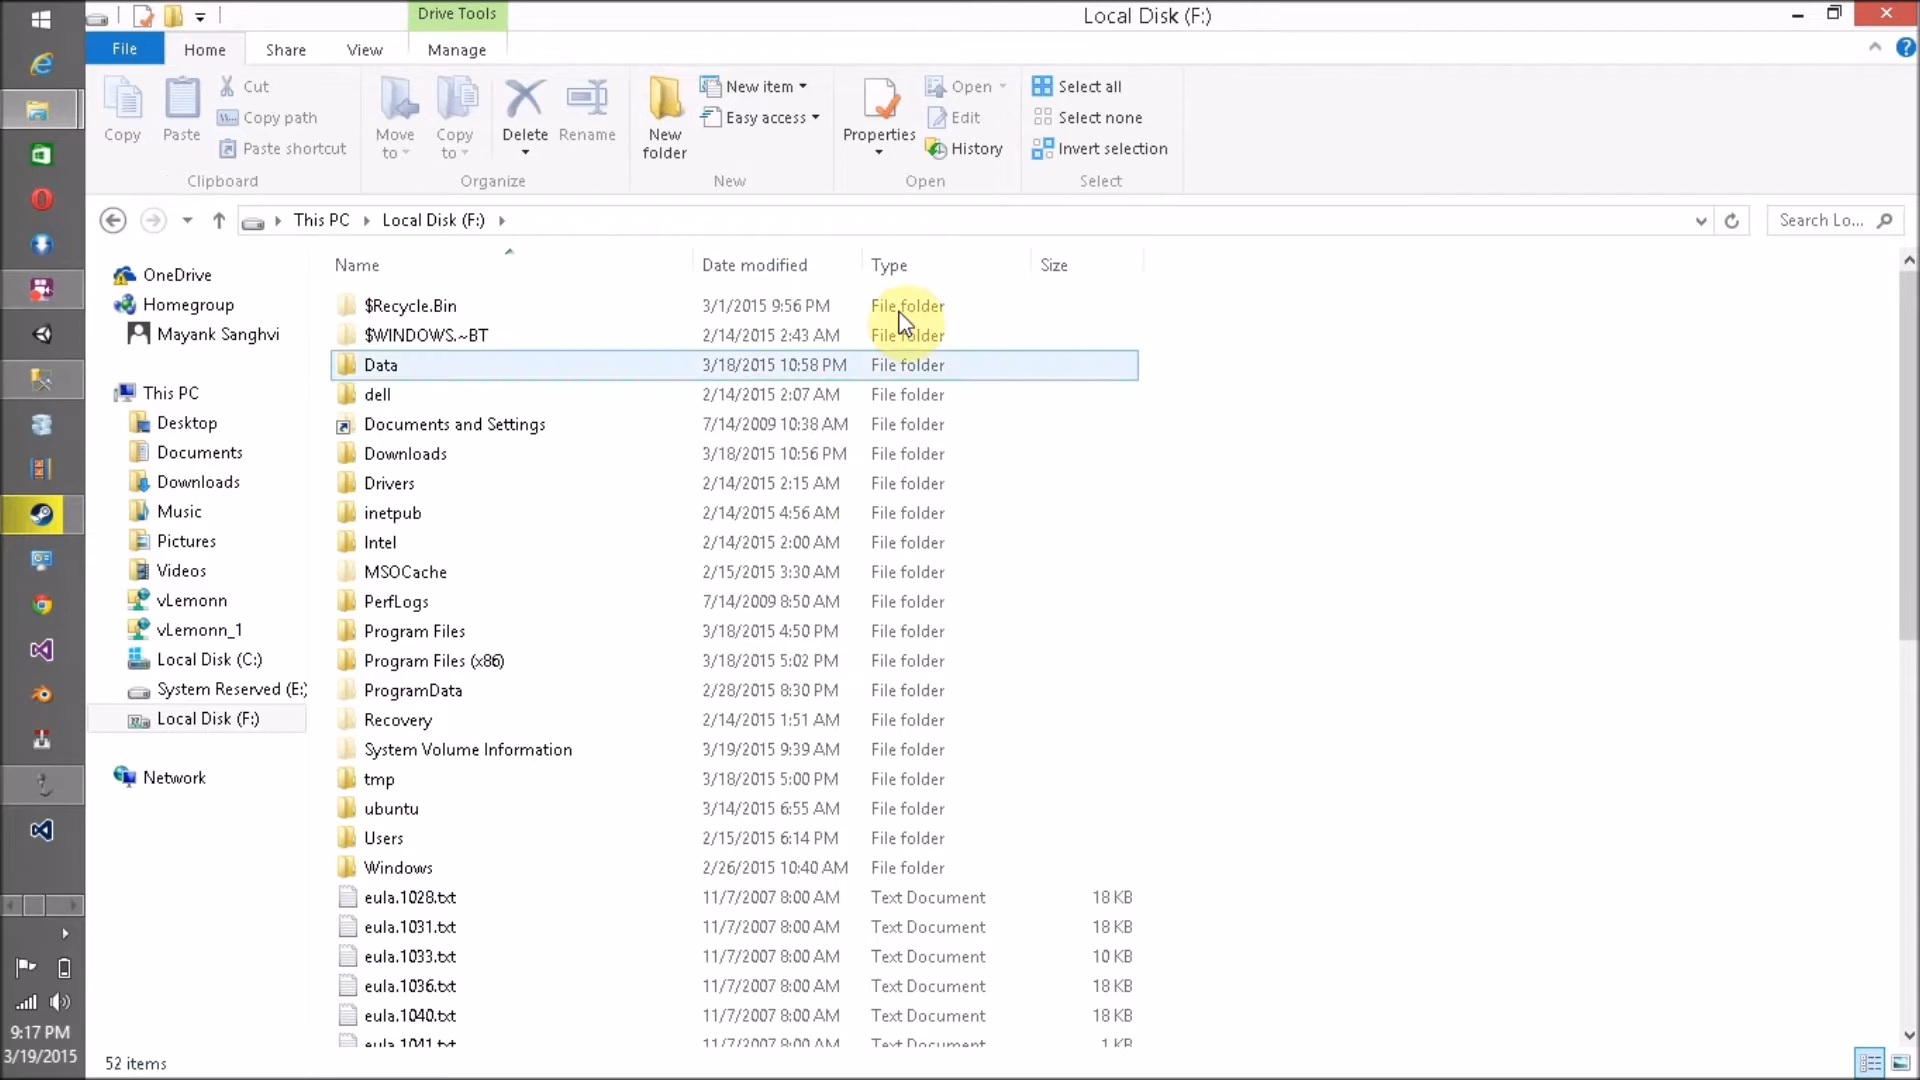 Drive Tools
Local Disk (F:)
File Home Share View Manage
Copy
Paste
Cut
Copy path
Paste shortcut
Clipboard
Move to
Copy to
Delete
Rename
Organize
New folder
New item
Easy access
New
Properties
Open
Edit
History
Open
Select all
Select none
Invert selection
Select
This PC Local Disk (F:)
Search Lo...
OneDrive
Homegroup
Mayank Sanghvi
This PC
Desktop
Documents
Downloads
Music
Pictures
Videos
vLemonn
vLemonn_1
Local Disk (C:)
System Reserved (E:)
Local Disk (F:)
Network
Name Date modified Type Size
$Recycle.Bin 3/1/2015 9:56 PM File folder
$WINDOWS.~BT 2/14/2015 2:43 AM File folder
Data 3/18/2015 10:58 PM File folder
dell 2/14/2015 2:07 AM File folder
Documents and Settings 7/14/2009 10:38 AM File folder
Downloads 3/18/2015 10:56 PM File folder
Drivers 2/14/2015 2:15 AM File folder
inetpub 2/14/2015 4:56 AM File folder
Intel 2/14/2015 2:00 AM File folder
MSOCache 2/15/2015 3:30 AM File folder
PerfLogs 7/14/2009 8:50 AM File folder
Program Files 3/18/2015 4:50 PM File folder
Program Files (x86) 3/18/2015 5:02 PM File folder
ProgramData 2/28/2015 8:30 PM File folder
Recovery 2/14/2015 1:51 AM File folder
System Volume Information 3/19/2015 9:39 AM File folder
tmp 3/18/2015 5:00 PM File folder
ubuntu 3/14/2015 6:55 AM File folder
Users 2/15/2015 6:14 PM File folder
Windows 2/26/2015 10:40 AM File folder
eula.1028.txt 11/7/2007 8:00 AM Text Document 18 KB
eula.1031.txt 11/7/2007 8:00 AM Text Document 18 KB
eula.1033.txt 11/7/2007 8:00 AM Text Document 10 KB
eula.1036.txt 11/7/2007 8:00 AM Text Document 18 KB
eula.1040.txt 11/7/2007 8:00 AM Text Document 18 KB
eula.1041.txt 11/7/2007 8:00 AM Text Document 1 KB
52 items
9:17 PM
3/19/2015